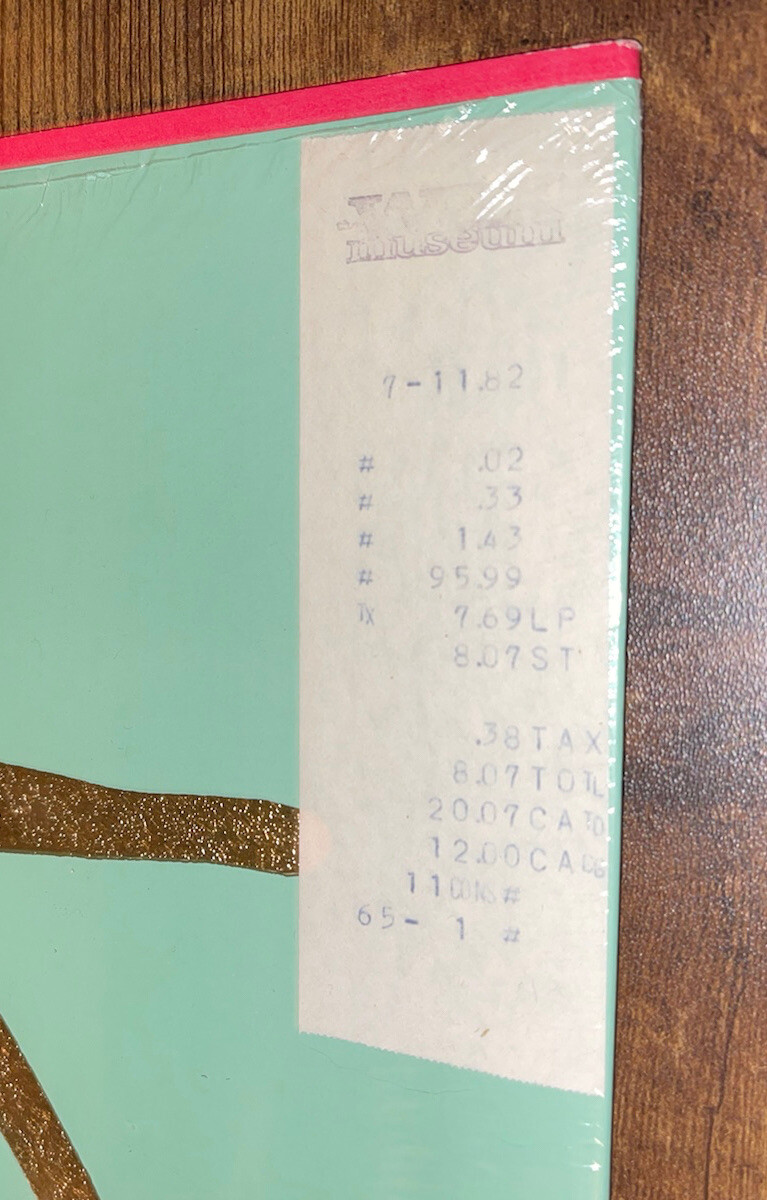 museum
7-11.82
# .02
# .33
# 1.43
# 95.99
TX 7.69LP
8.07ST
.38TAX
8.07TOTL
20.07CATD
12.00CACG
11CONS#
65- 1 #